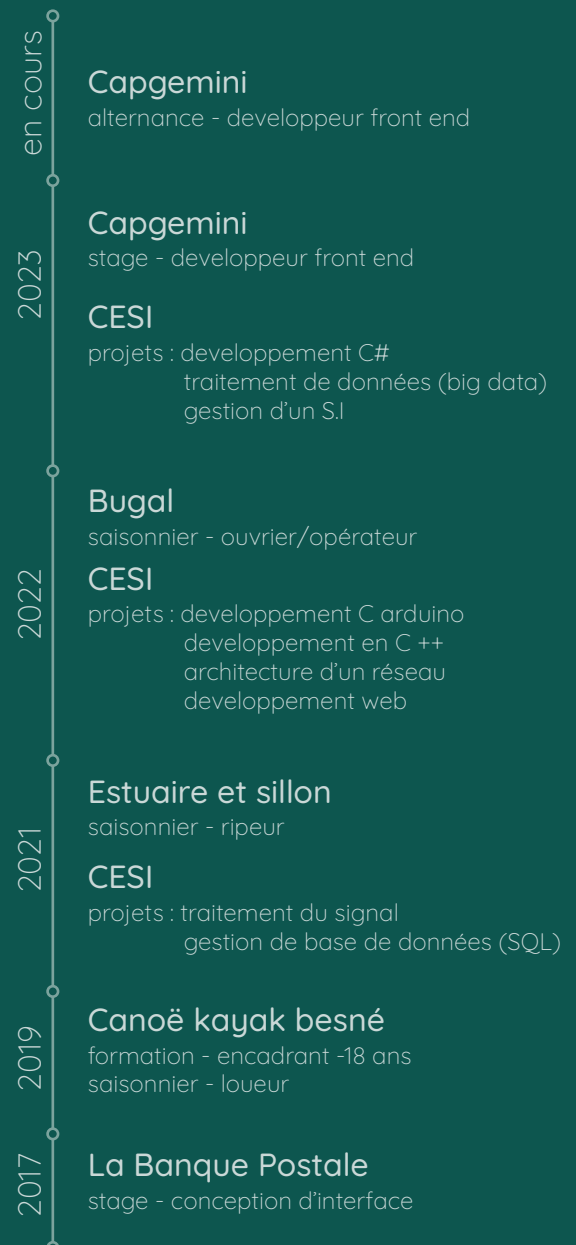 en cours
Capgemini
alternance - developpeur front end
2023
Capgemini
stage - developpeur front end
CESI
projets : developpement C#
traitement de données (big data)
gestion d'un S.I
2022
Bugal
saisonnier - ouvrier/opérateur
CESI
projets : developpement C arduino
developpement en C ++
architecture d'un réseau
developpement web
2021
Estuaire et sillon
saisonnier - ripeur
CESI
projets : traitement du signal
gestion de base de données (SQL)
2019
Canoë kayak besné
formation - encadrant -18 ans
saisonnier - loueur
2017
La Banque Postale
stage - conception d'interface